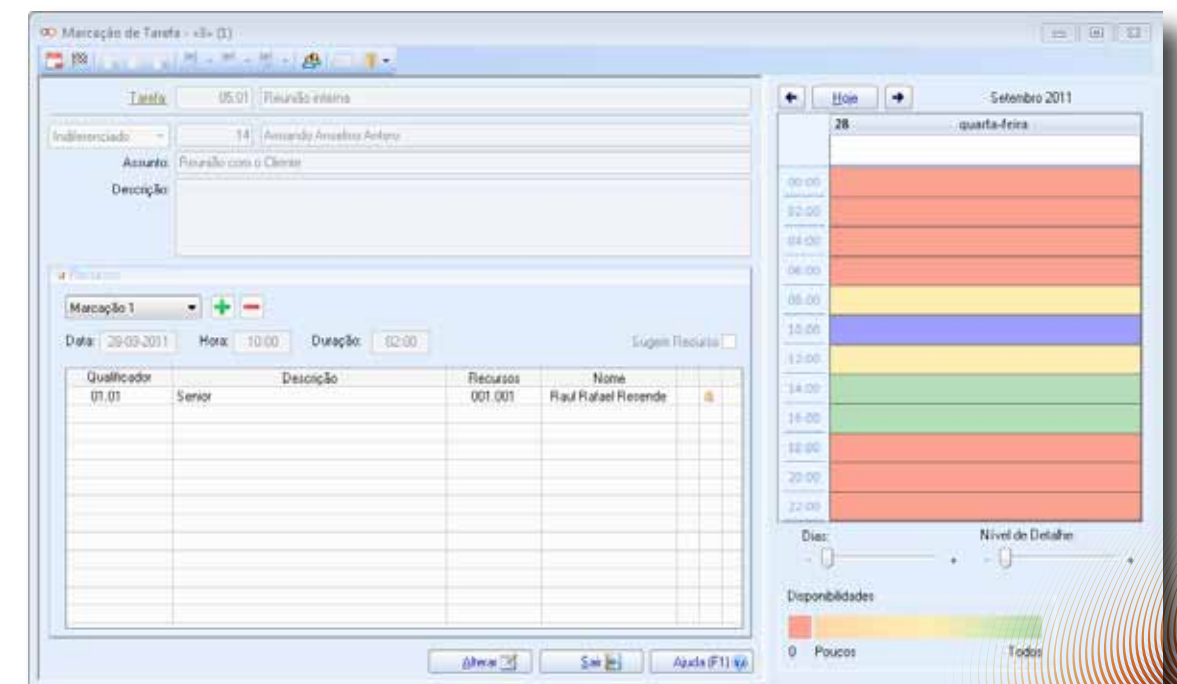 Marcação de Tarefa - «3» (1)
Tarefa: 05.01 Reunião interna
Indiferenciado 14 Armando
Assunto: Reunião com o Cliente
Descrição:
Recursos
Marcação 1
Data: 28-09-2011 Hora: 10:00 Duração: 02:00 Sugerir Recurso
Qualificador Descrição Recursos Nome
01.01 Senior 001.001 Raul Rafael Resende
Alterar Sair Ajuda (F1)
Hoje Setembro 2011
28 quarta-feira
00:00
02:00
04:00
06:00
08:00
10:00
12:00
14:00
16:00
18:00
20:00
22:00
Dias: Nível de Detalhe:
- + - +
Disponibilidades
0 Poucos Todos